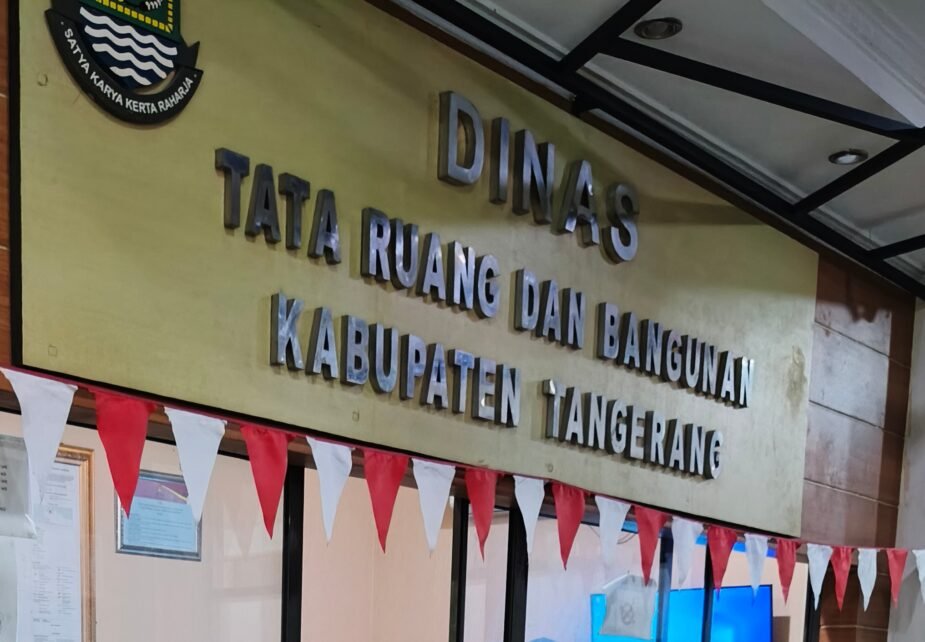 SATYA KARYA KERTA RAHARJA
DINAS
TATA RUANG DAN BANGUNAN
KABUPATEN TANGERANG